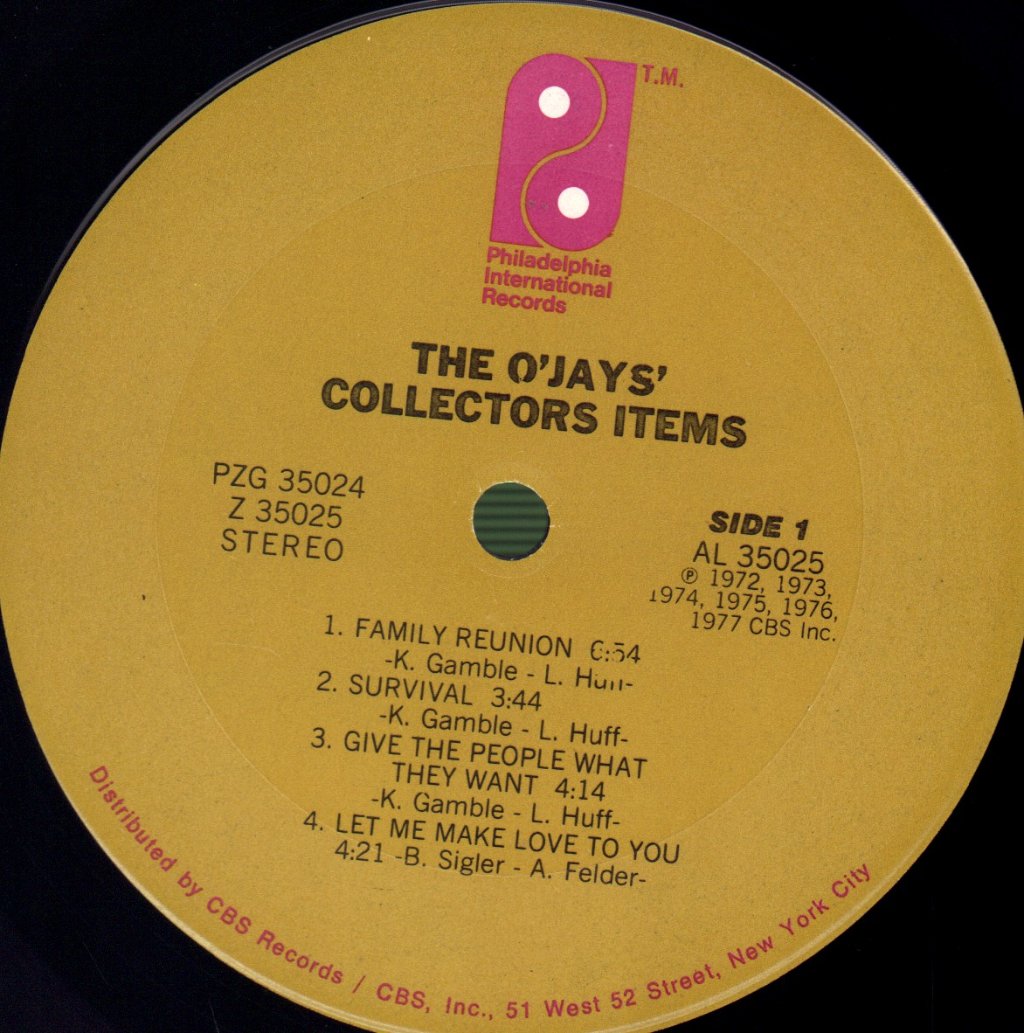 T.M.
Philadelphia
International
Records
THE O'JAYS'
COLLECTORS ITEMS
PZG 35024
Z 35025
STEREO
SIDE 1
AL 35025
℗ 1972, 1973,
1974, 1975, 1976,
1977 CBS Inc.
1. FAMILY REUNION 6:54
-K. Gamble - L. Huff-
2. SURVIVAL 3:44
-K. Gamble - L. Huff-
3. GIVE THE PEOPLE WHAT
THEY WANT 4:14
-K. Gamble - L. Huff-
4. LET ME MAKE LOVE TO YOU
4:21 -B. Sigler - A. Felder-
Distributed by CBS Records / CBS, Inc., 51 West 52 Street, New York City